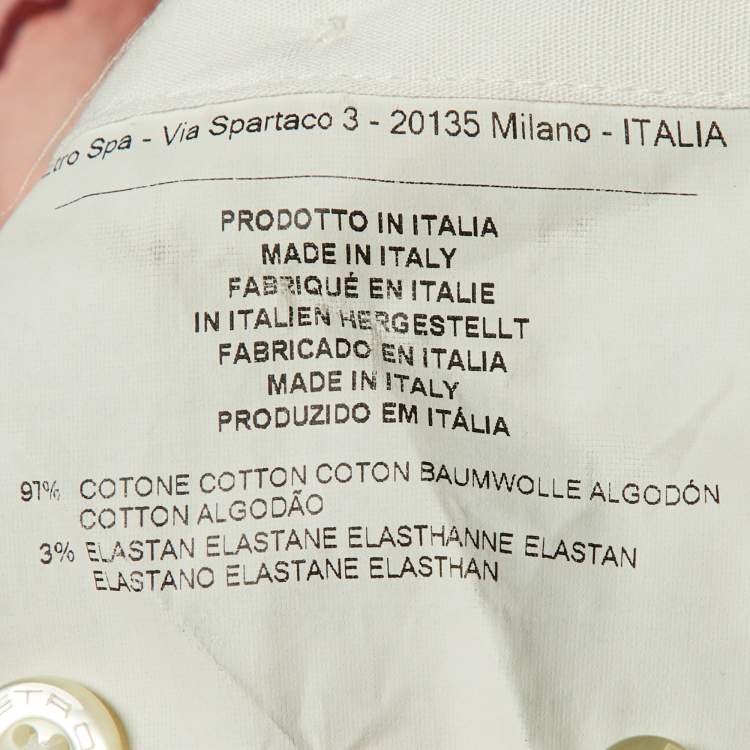 Etro Spa - Via Spartaco 3 - 20135 Milano - ITALIA
PRODOTTO IN ITALIA
MADE IN ITALY
FABRIQUÉ EN ITALIE
IN ITALIEN HERGESTELLT
FABRICADO EN ITALIA
MADE IN ITALY
PRODUZIDO EM ITÁLIA
97% COTONE COTTON COTON BAUMWOLLE ALGODÓN
COTTON ALGODÃO
3% ELASTAN ELASTANE ELASTHANNE ELASTAN
ELASTANO ELASTANE ELASTHAN
ETRO